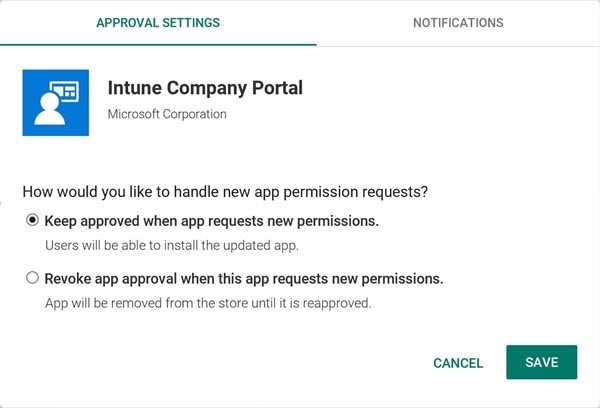 APPROVAL SETTINGS
NOTIFICATIONS
Intune Company Portal
Microsoft Corporation
How would you like to handle new app permission requests?
Keep approved when app requests new permissions.
Users will be able to install the updated app.
Revoke app approval when this app requests new permissions.
App will be removed from the store until it is reapproved.
CANCEL
SAVE